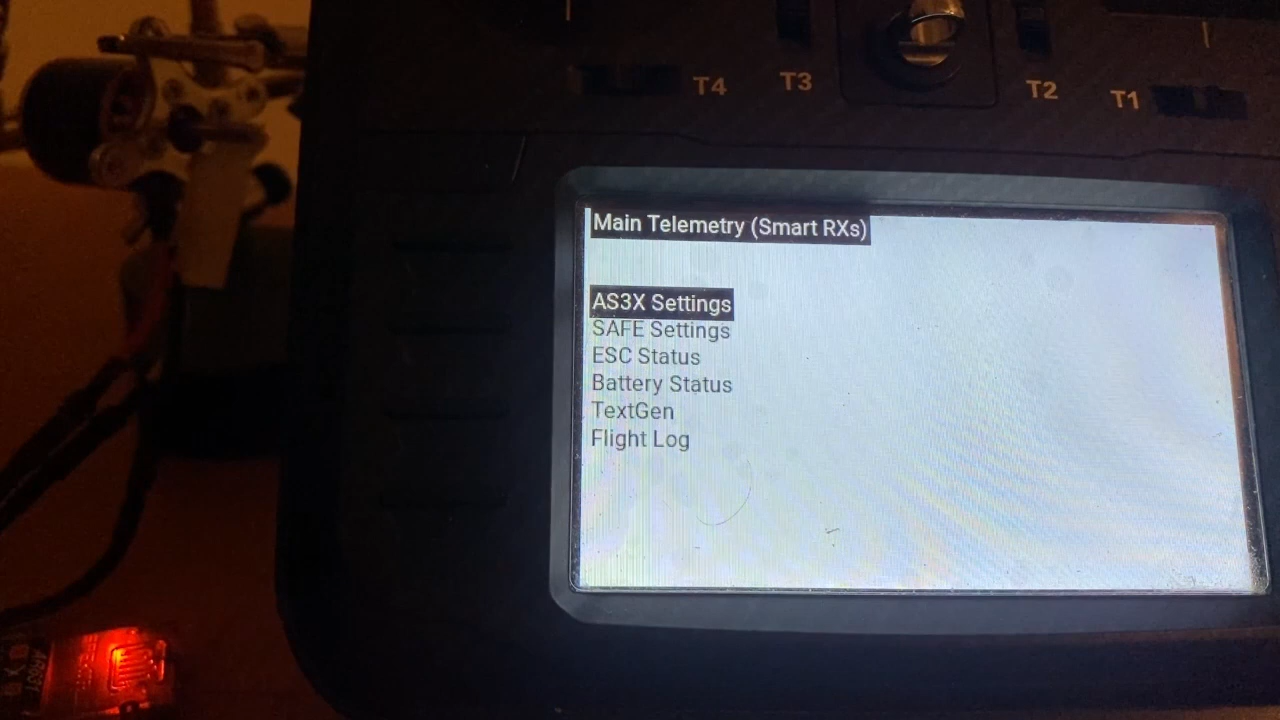 T4
T3
T2
T1
Main Telemetry (Smart RXs)
AS3X Settings
SAFE Settings
ESC Status
Battery Status
TextGen
Flight Log